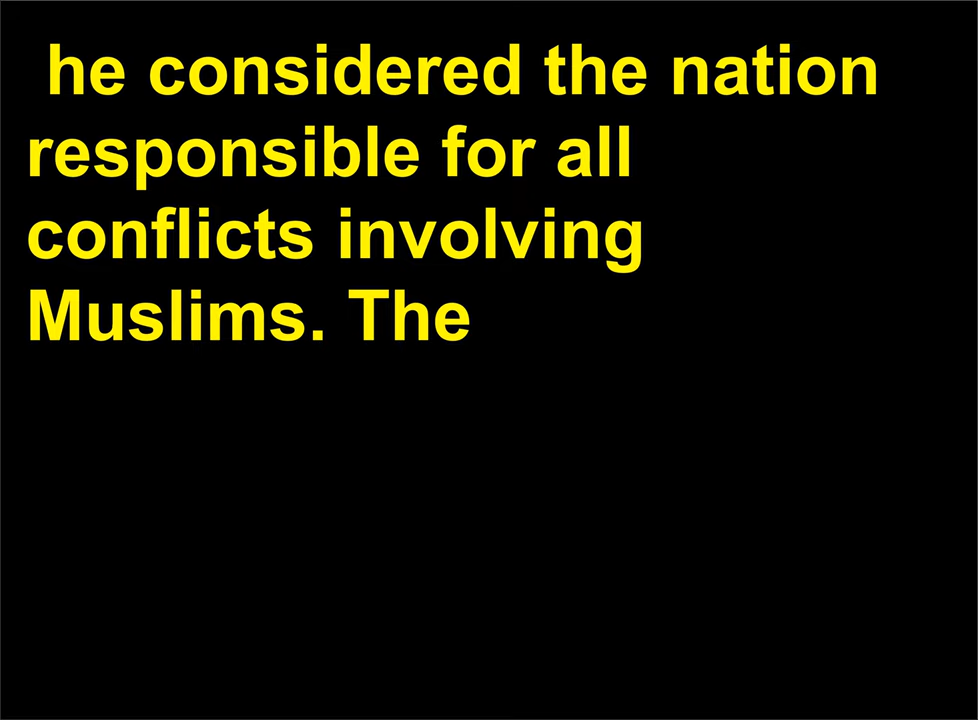 he considered the nation
responsible for all
conflicts involving
Muslims. The